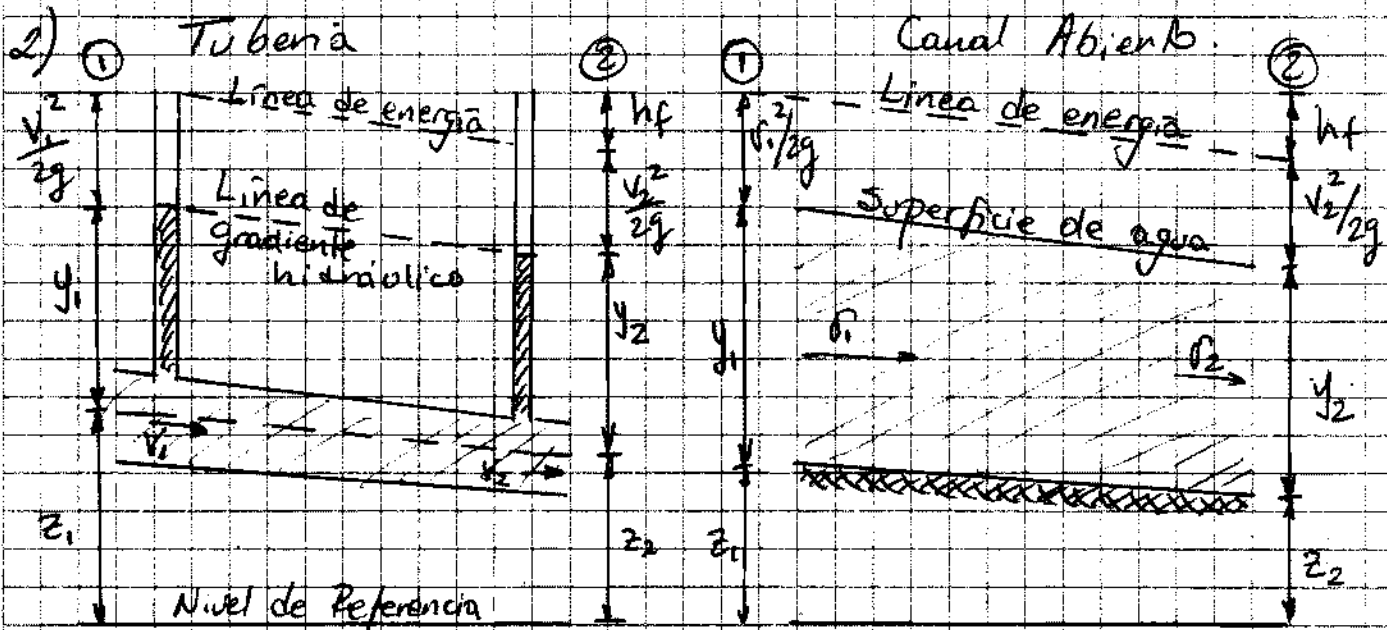 2) Tubería
① ②
Línea de energía
V₁²/2g
hf
Línea de
gradiente
hidráulico
V₂²/2g
y₁
y₂
V₁
V₂
z₁
z₂
Nivel de Referencia
Canal Abierto.
① ②
Línea de energía
V₁²/2g
hf
Superficie de agua
V₂²/2g
y₁
V₁
V₂
y₂
z₁
z₂